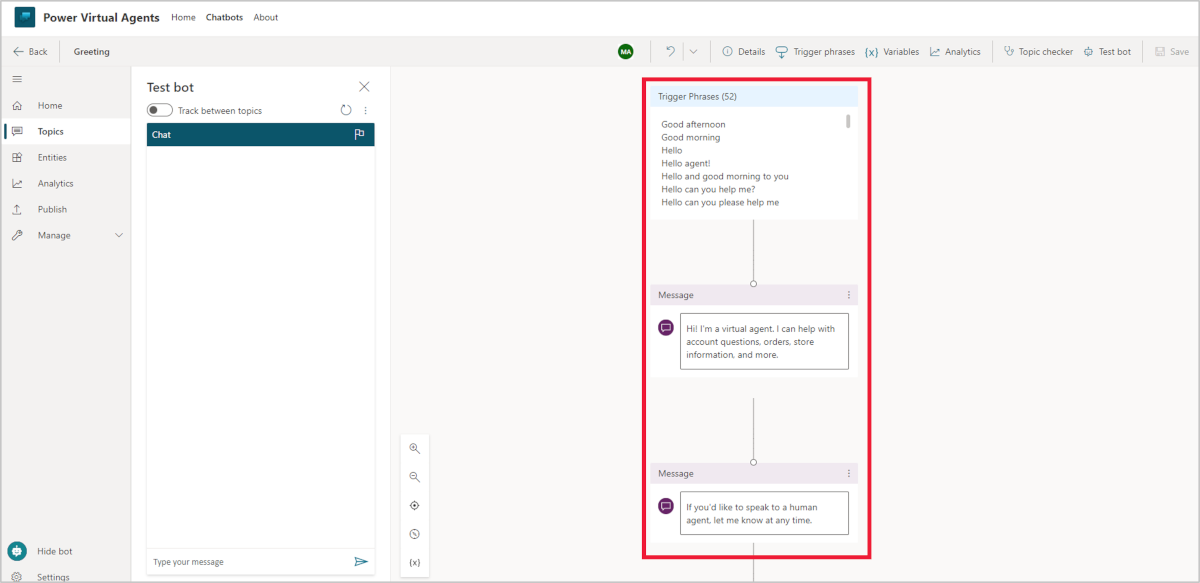 Power Virtual Agents Home Chatbots About
Back Greeting MA Details Trigger phrases {x} Variables Analytics Topic checker Test bot Save
Home
Topics
Entities
Analytics
Publish
Manage
Hide bot
Settings
Test bot
Track between topics
Chat
Type your message
{x}
Trigger Phrases (52)
Good afternoon
Good morning
Hello
Hello agent!
Hello and good morning to you
Hello can you help me?
Hello can you please help me
Message
Hi! I'm a virtual agent. I can help with
account questions, orders, store
information, and more.
Message
If you'd like to speak to a human
agent, let me know at any time.